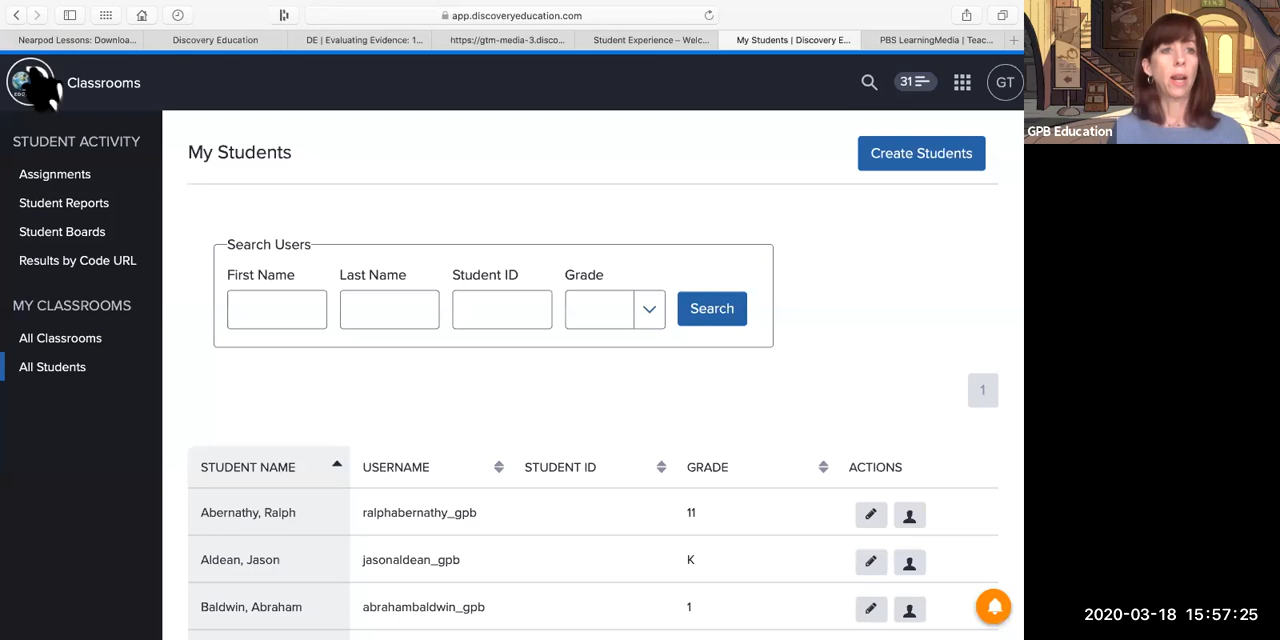 app.discoveryeducation.com
Nearpod Lessons: Downloa...
Discovery Education
DE | Evaluating Evidence: 1...
https://gtm-media-3.disco...
Student Experience – Welc...
My Students | Discovery E...
PBS LearningMedia | Teac...
Classrooms
31
GT
GPB Education
STUDENT ACTIVITY
Assignments
Student Reports
Student Boards
Results by Code URL
MY CLASSROOMS
All Classrooms
All Students
My Students
Create Students
Search Users
First Name Last Name Student ID Grade
Search
1
STUDENT NAME USERNAME STUDENT ID GRADE ACTIONS
Abernathy, Ralph ralphabernathy_gpb 11
Aldean, Jason jasonaldean_gpb K
Baldwin, Abraham abrahambaldwin_gpb 1
2020-03-18 15:57:25